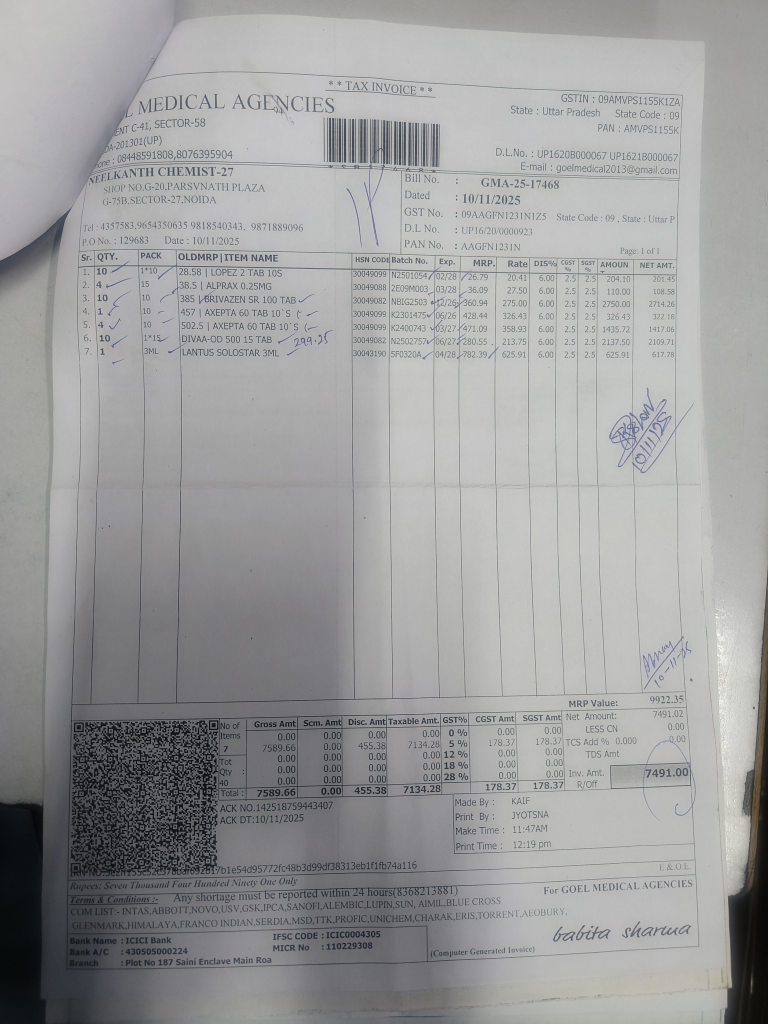 * * TAX INVOICE * *
GSTIN : 09AMVPS1155K1ZA
State : Uttar Pradesh State Code : 09
PAN : AMVPS1155K
MEDICAL AGENCIES
C-41, SECTOR-58
201301(UP)
08448591808,8076395904
D.L.No. : UP1620B000067 UP1621B000067
E-mail : goelmedical2013@gmail.com
NEELKANTH CHEMIST-27
SHOP NO.G-20,PARSVNATH PLAZA
G-75B,SECTOR-27,NOIDA
Tel : 4357583,9654350635 9818540343, 9871889096
P.O No. : 129683 Date : 10/11/2025
Bill No. : GMA-25-17468
Dated : 10/11/2025
GST No. : 09AAGFN1231N1Z5 State Code : 09 , State : Uttar P
D.L No. : UP16/20/0000923
PAN No. : AAGFN1231N
Page: 1 of 1
Sr. QTY. PACK OLDMRP | ITEM NAME HSN CODE Batch No. Exp. MRP. Rate DIS% CGST % SGST % AMOUN NET AMT.
1. 10 1*10 28.58 | LOPEZ 2 TAB 10S 30049099 N2501054 02/28 26.79 20.41 6.00 2.5 2.5 204.10 201.45
2. 4 15 38.5 | ALPRAX 0.25MG 30049088 2E09M003 03/28 36.09 27.50 6.00 2.5 2.5 110.00 108.58
3. 10 10 385 | BRIVAZEN SR 100 TAB 30049082 NBIG2503 12/26 360.94 275.00 6.00 2.5 2.5 2750.00 2714.26
4. 1 10 457 | AXEPTA 60 TAB 10`S ( 30049099 K2301475 06/26 428.44 326.43 6.00 2.5 2.5 326.43 322.18
5. 4 10 502.5 | AXEPTA 60 TAB 10`S ( 30049099 K2400743 03/27 471.09 358.93 6.00 2.5 2.5 1435.72 1417.06
6. 10 1*15 DIVAA-OD 500 15 TAB 299.25 30049082 N2502757 06/27 280.55 213.75 6.00 2.5 2.5 2137.50 2109.71
7. 1 3ML LANTUS SOLOSTAR 3ML 30043190 5F0320A 04/28 782.39 625.91 6.00 2.5 2.5 625.91 617.78
10/11/25
10-11-25
MRP Value: 9922.35
No of Items 7
Tot Qty : 40
Gross Amt Scm. Amt Disc. Amt Taxable Amt. GST% CGST Amt SGST Amt
0.00 0.00 0.00 0.00 0 % 0.00 0.00
7589.66 0.00 455.38 7134.28 5 % 178.37 178.37
0.00 0.00 0.00 0.00 12 % 0.00 0.00
0.00 0.00 0.00 0.00 18 % 0.00 0.00
0.00 0.00 0.00 0.00 28 % 0.00 0.00
Total : 7589.66 0.00 455.38 7134.28 178.37 178.37
Net Amount: 7491.02
LESS CN 0.00
TCS Add % 0.000 0.00
TDS Amt
Inv. Amt. 7491.00
R/Off
ACK NO.142518759443407
ACK DT:10/11/2025
Made By : KAIF
Print By : JYOTSNA
Make Time : 11:47AM
Print Time : 12:19 pm
E.& O.E
Rupees: Seven Thousand Four Hundred Ninety One Only
Terms & Conditions :- Any shortage must be reported within 24 hours(8368213881)
For GOEL MEDICAL AGENCIES
COM LIST - INTAS,ABBOTT,NOVO,USV,GSK,IPCA,SANOFI,ALEMBIC,LUPIN,SUN, AIMIL,BLUE CROSS
GLENMARK,HIMALAYA,FRANCO INDIAN,SERDIA,MSD,TTK,PROFIC,UNICHEM,CHARAK,ERIS,TORRENT,AEOBURY,
babita sharma
Bank Name : ICICI Bank IFSC CODE : ICIC0004305
Bank A/C : 430505000224 MICR No : 110229308
Branch : Plot No 187 Saini Enclave Main Roa
(Computer Generated Invoice)